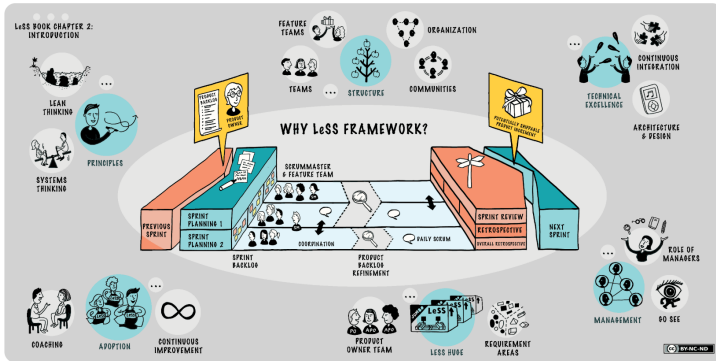 LeSS BOOK CHAPTER 2:
INTRODUCTION
LEAN
THINKING
SYSTEMS
THINKING
PRINCIPLES
FEATURE
TEAMS
TEAMS
STRUCTURE
ORGANIZATION
COMMUNITIES
TECHNICAL
EXCELLENCE
CONTINUOUS
INTEGRATION
ARCHITECTURE
& DESIGN
PRODUCT
BACKLOG
PRODUCT
OWNER
WHY LeSS FRAMEWORK?
POTENTIALLY SHIPPABLE
PRODUCT INCREMENT
SCRUMMASTER
& FEATURE TEAM
PREVIOUS
SPRINT
SPRINT
PLANNING 1
SPRINT
PLANNING 2
SPRINT
BACKLOG
COORDINATION
PRODUCT
BACKLOG
REFINEMENT
DAILY SCRUM
SPRINT REVIEW
RETROSPECTIVE
OVERALL RETROSPECTIVE
NEXT
SPRINT
COACHING
ADOPTION
LeSS
LeSS
LeSS
CONTINUOUS
IMPROVEMENT
PO
APO
APO
PRODUCT
OWNER TEAM
LeSS
LESS HUGE
REQUIREMENT
AREAS
MANAGEMENT
ROLE OF
MANAGERS
GO SEE
CC BY-NC-ND